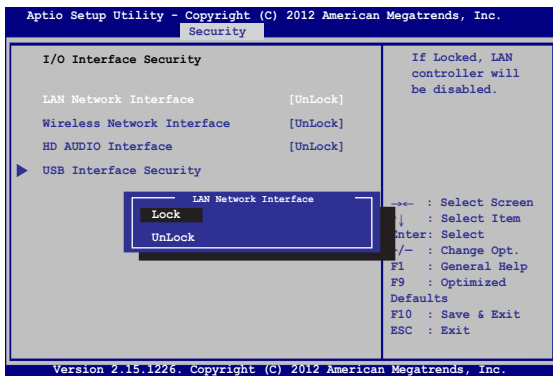 Aptio Setup Utility - Copyright (C) 2012 American Megatrends, Inc.
Security
I/O Interface Security
LAN Network Interface [UnLock]
Wireless Network Interface [UnLock]
HD AUDIO Interface [UnLock]
USB Interface Security
If Locked, LAN
controller will
be disabled.
LAN Network Interface
Lock
UnLock
→← : Select Screen
↓ : Select Item
Enter: Select
+/— : Change Opt.
F1 : General Help
F9 : Optimized
Defaults
F10 : Save & Exit
ESC : Exit
Version 2.15.1226. Copyright (C) 2012 American Megatrends, Inc.